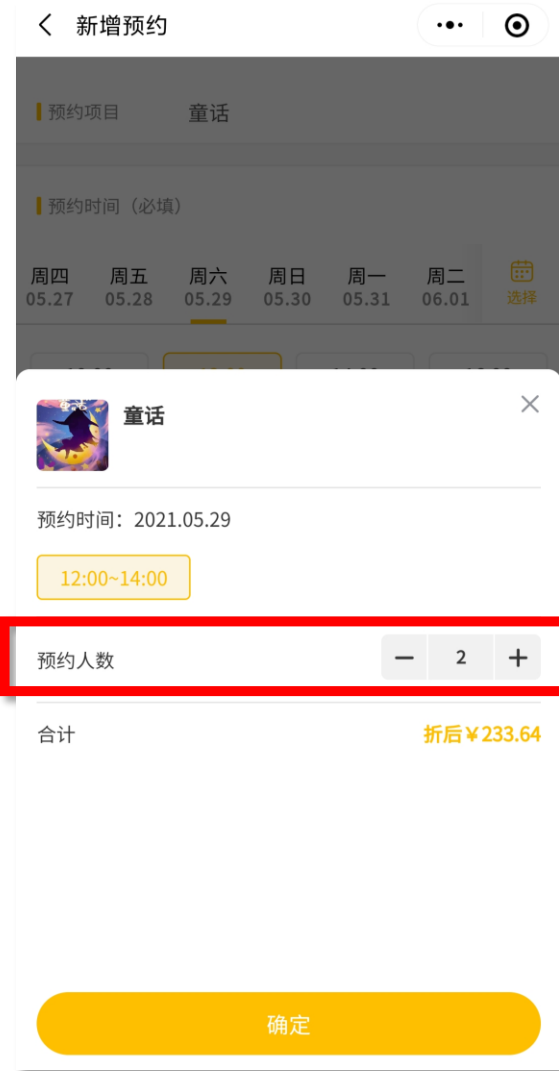 新增预约
预约项目 童话
预约时间（必填）
周四 周五 周六 周日 周一 周二
05.27 05.28 05.29 05.30 05.31 06.01 选择
童话
预约时间：2021.05.29
12:00~14:00
预约人数 2
合计 折后￥233.64
确定